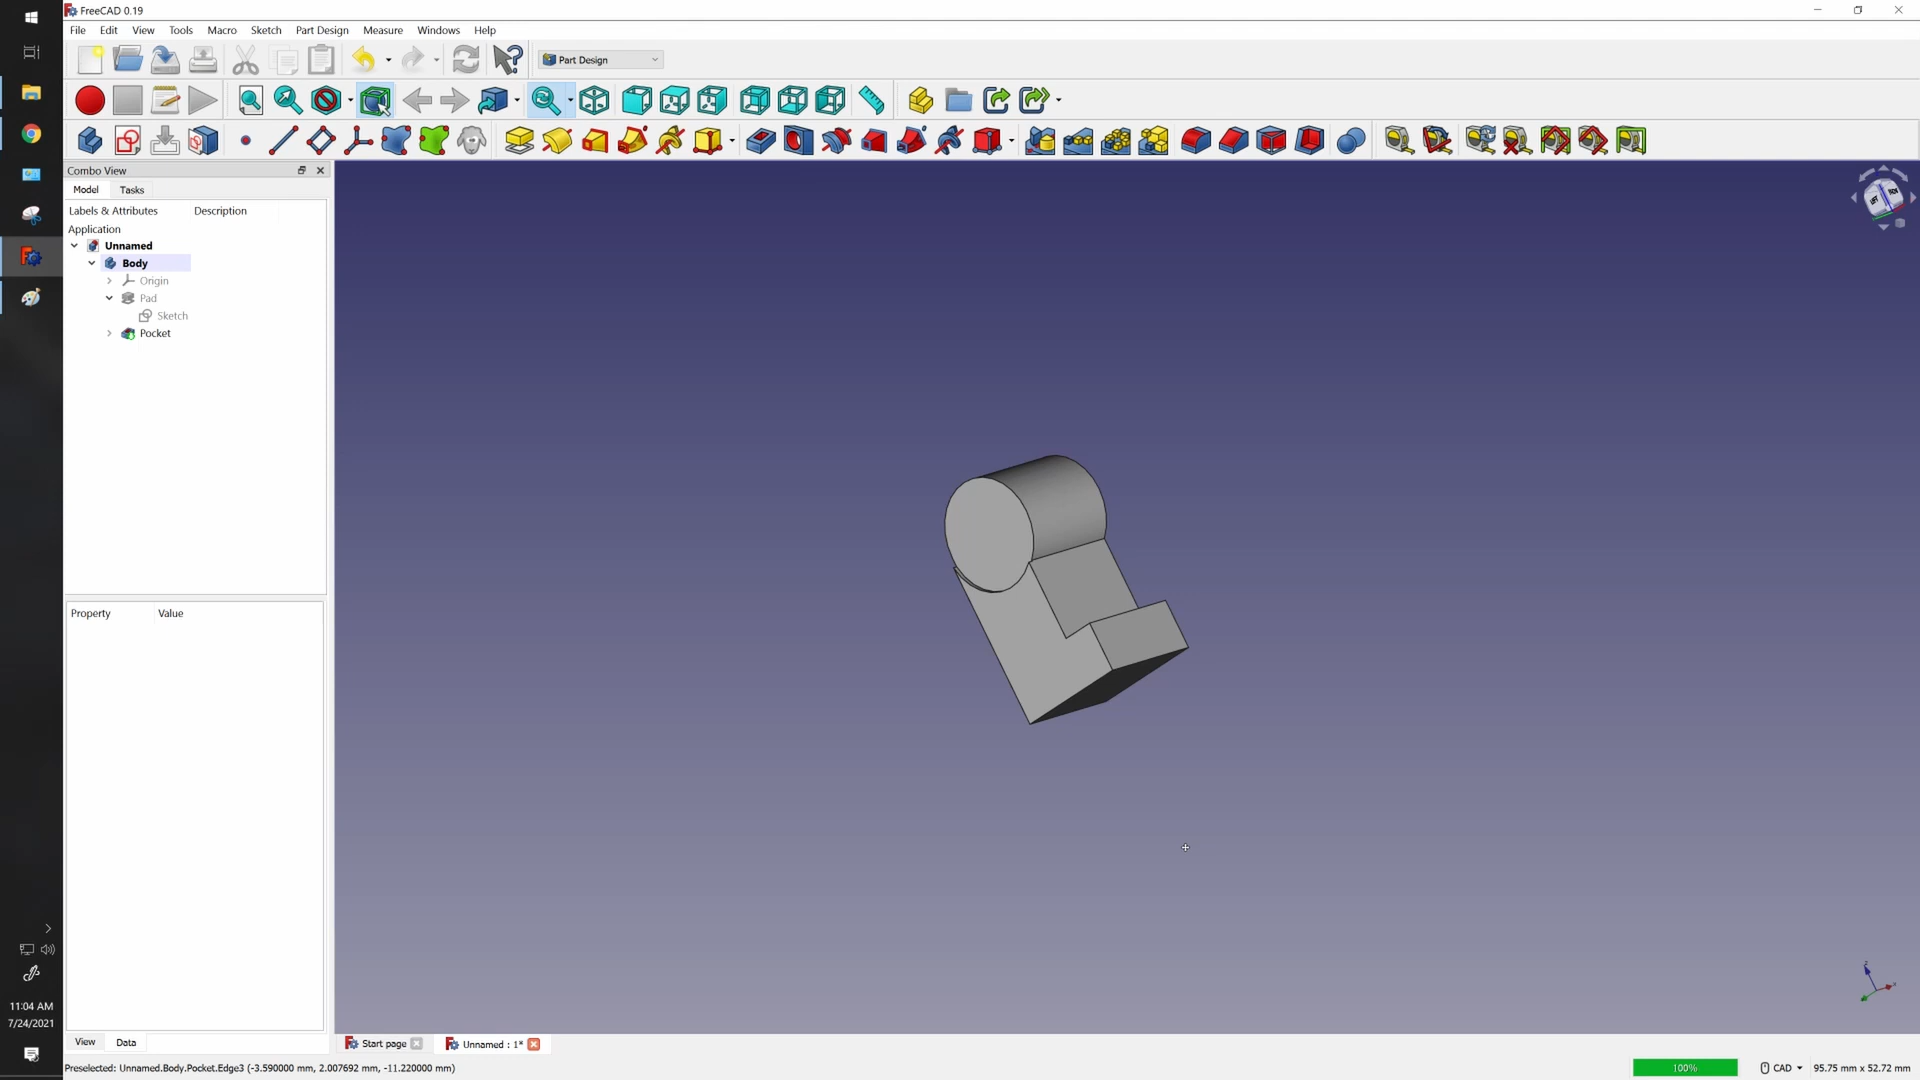 FreeCAD 0.19
File Edit View Tools Macro Sketch Part Design Measure Windows Help
Part Design
Combo View
Model Tasks
Labels & Attributes Description
Application
Unnamed
Body
Origin
Pad
Sketch
Pocket
Property Value
View Data
Start page Unnamed : 1*
Preselected: Unnamed.Body.Pocket.Edge3 (-3.590000 mm, 2.007692 mm, -11.220000 mm)
100% CAD 95.75 mm x 52.72 mm
11:04 AM
7/24/2021